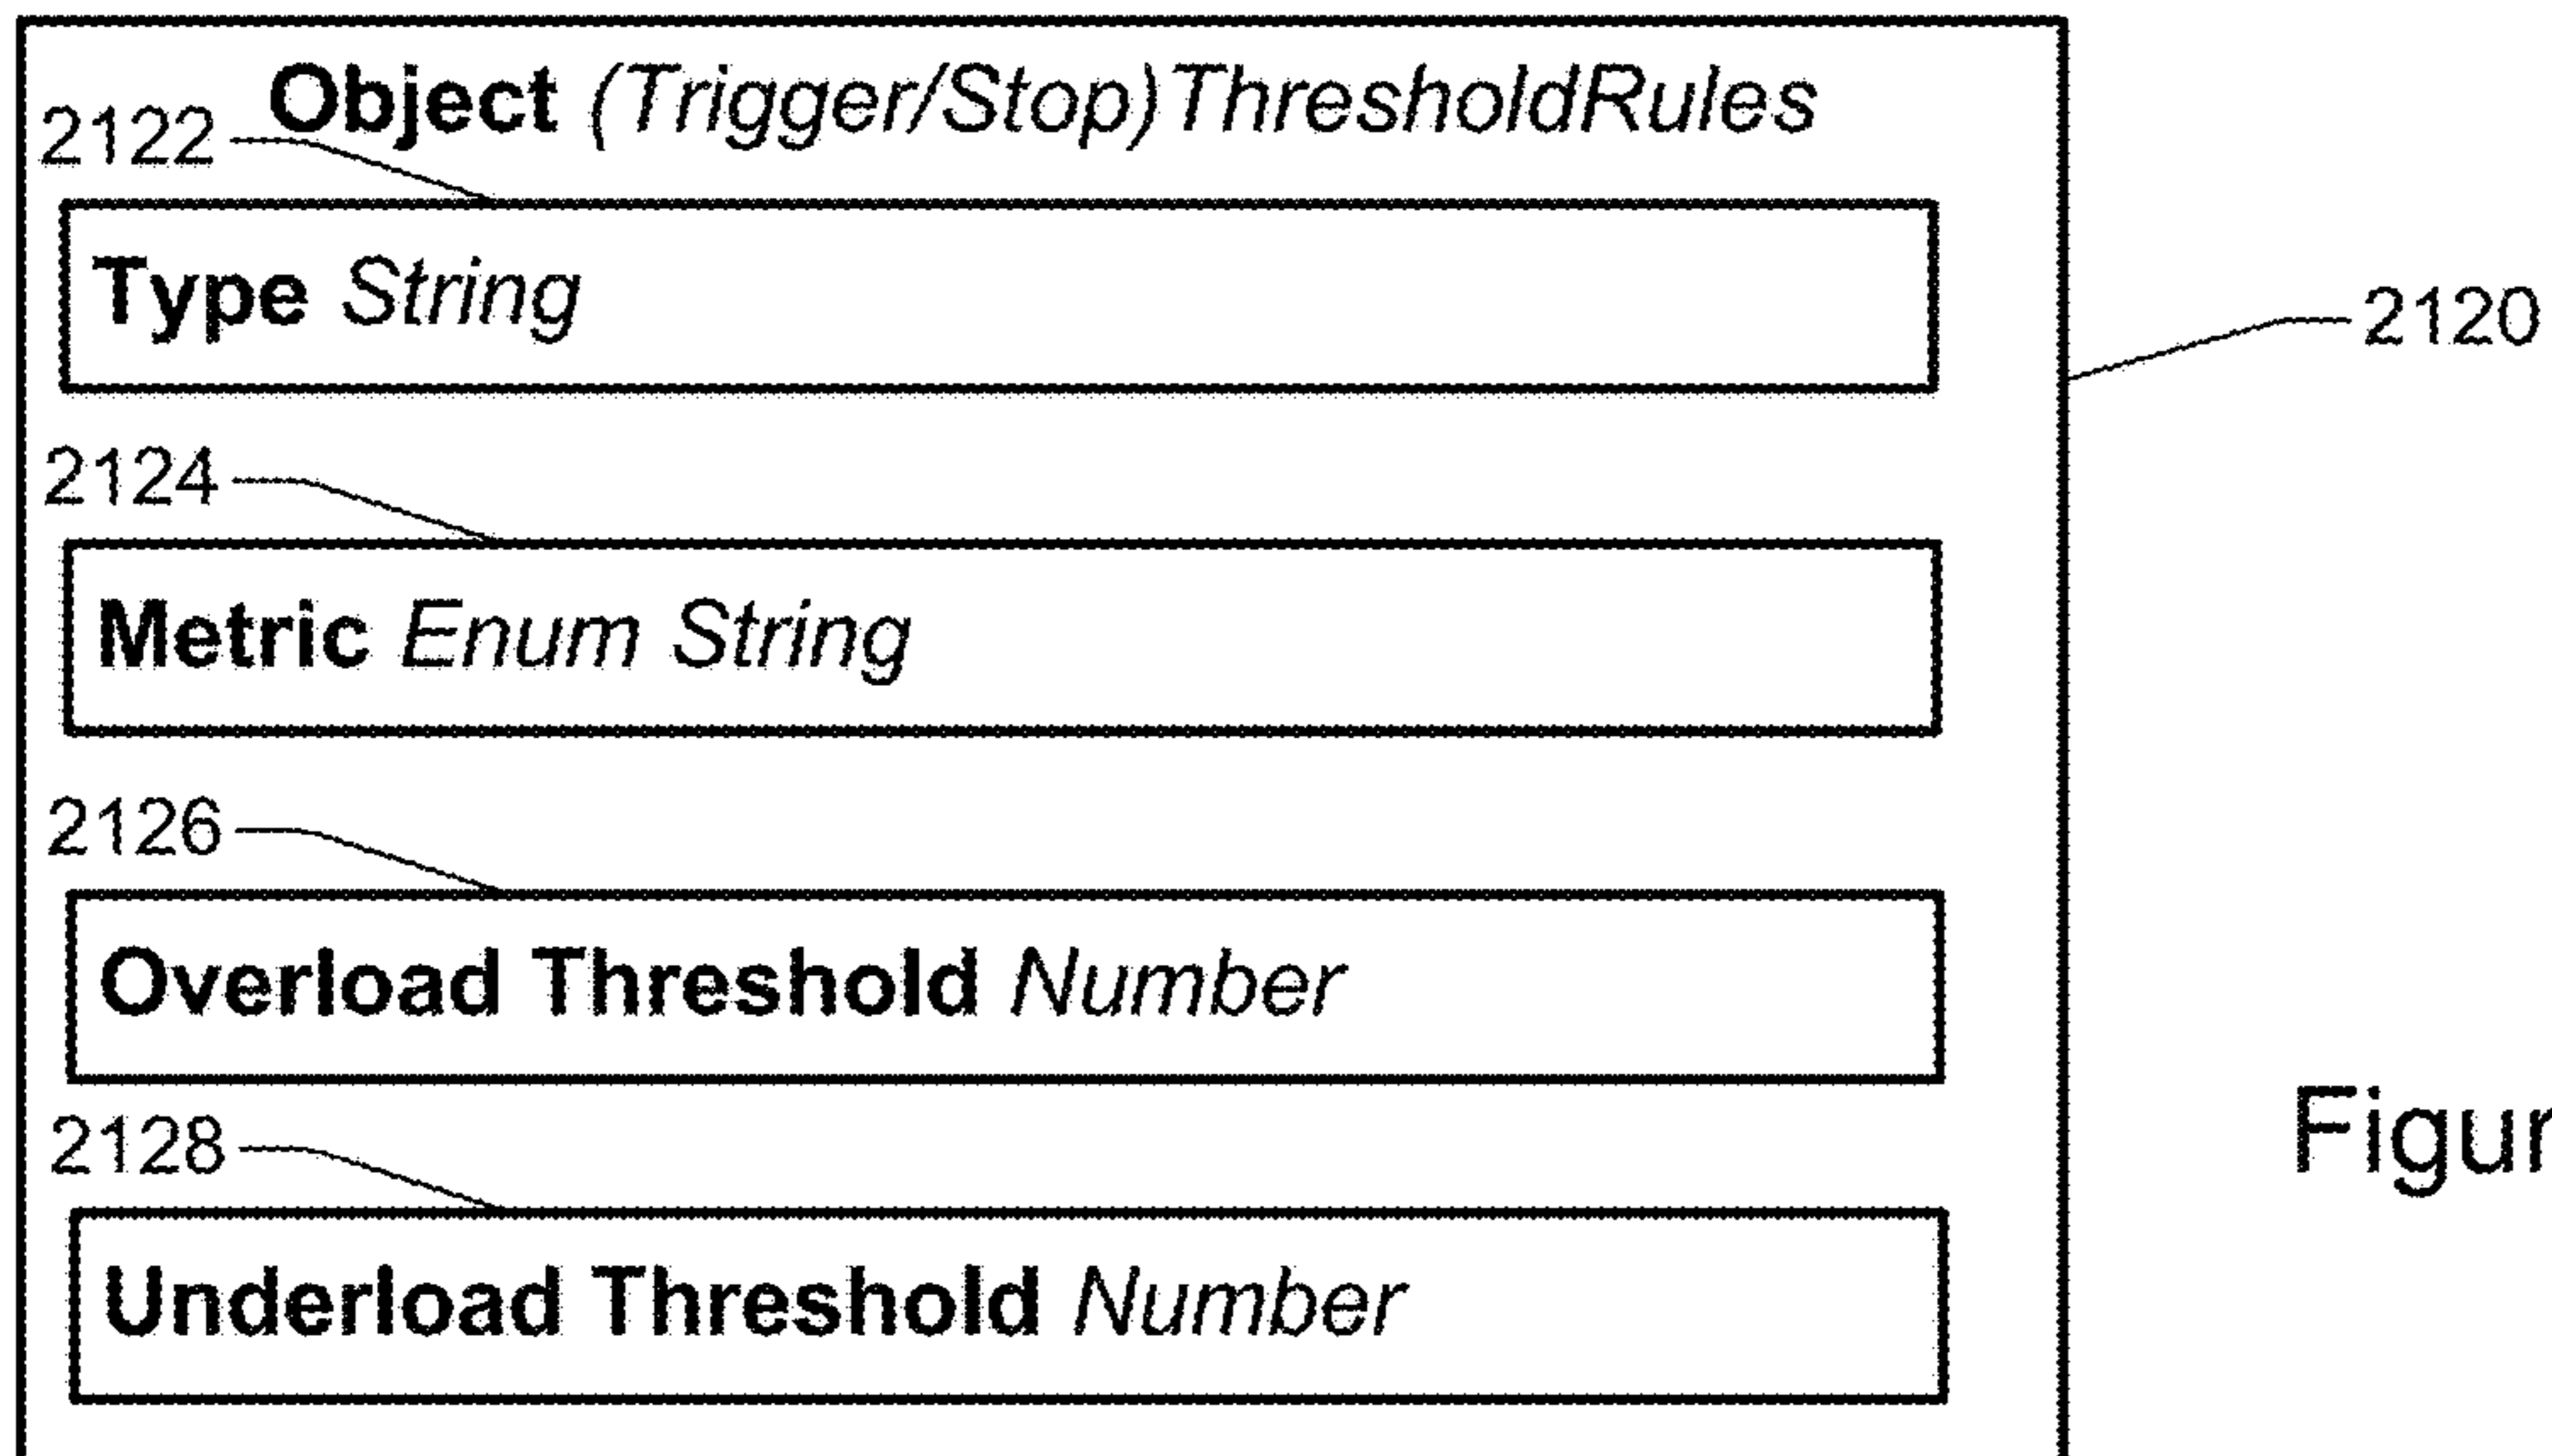 Object (Trigger/Stop)ThresholdRules
2122
Type String
2120
2124
Metric Enum String
2126
Overload Threshold Number
2128
Underload Threshold Number